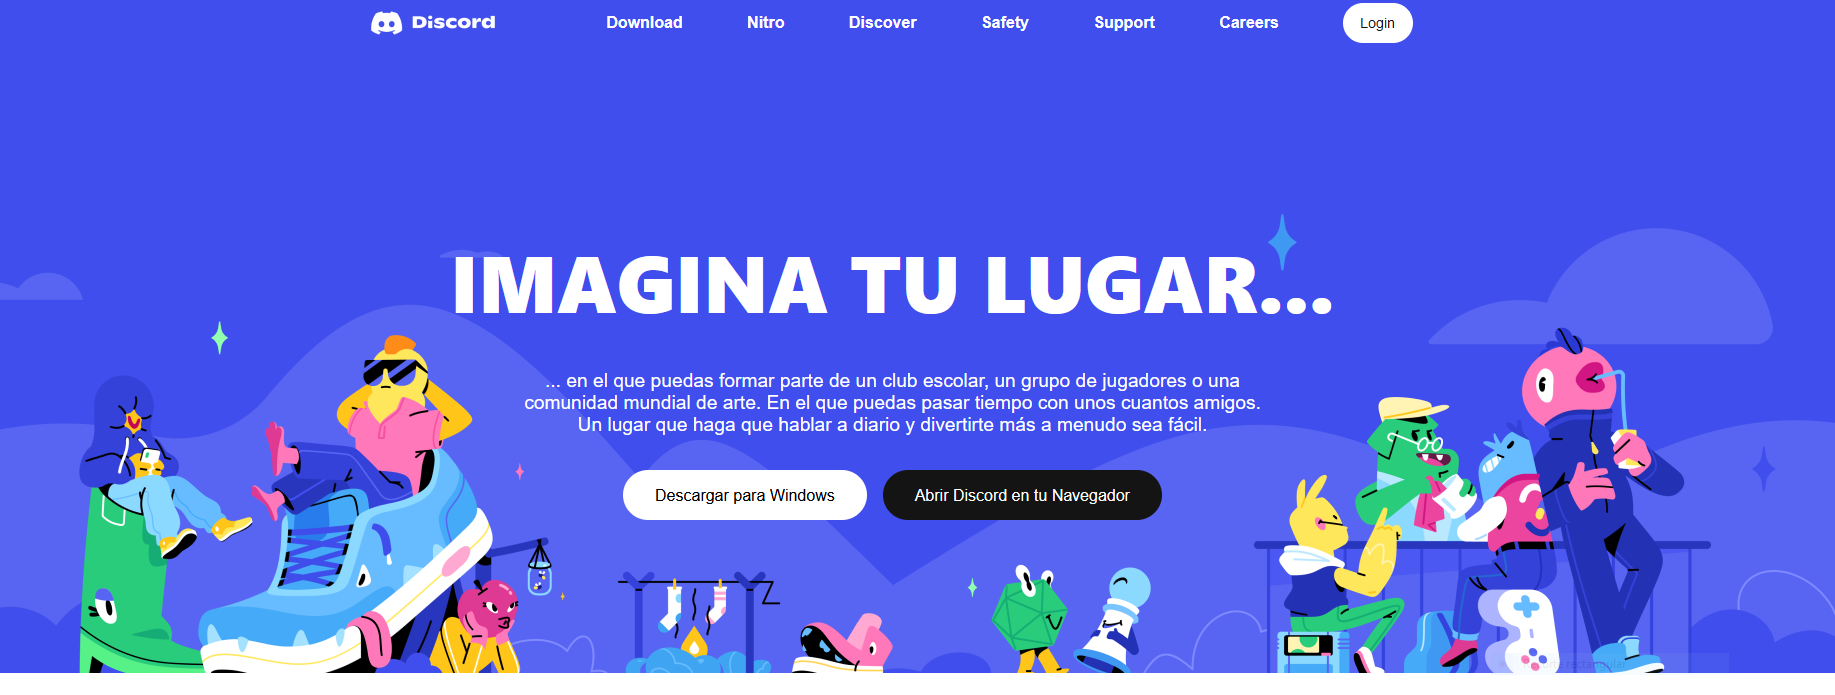 Discord Download Nitro Discover Safety Support Careers Login
IMAGINA TU LUGAR...
... en el que puedas formar parte de un club escolar, un grupo de jugadores o una
comunidad mundial de arte. En el que puedas pasar tiempo con unos cuantos amigos.
Un lugar que haga que hablar a diario y divertirte más a menudo sea fácil.
Descargar para Windows Abrir Discord en tu Navegador